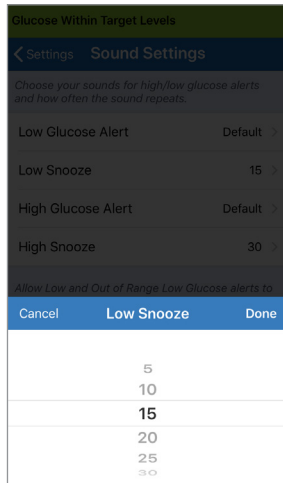 Glucose Within Target Levels
Settings Sound Settings
Choose your sounds for high/low glucose alerts
and how often the sound repeats.
Low Glucose Alert Default
Low Snooze 15
High Glucose Alert Default
High Snooze 30
Allow Low and Out of Range Low Glucose alerts to
Cancel Low Snooze Done
5
10
15
20
25
30